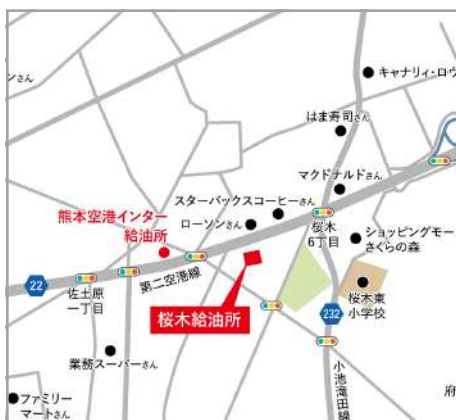 キャナリィ・ロウ
ンさん
はま寿司さん
マクドナルドさん
スターバックスコーヒーさん
ローソンさん
熊本空港インター
給油所
桜木
6丁目
ショッピングモー
さくらの森
第二空港線
22
佐土原
一丁目
桜木給油所
桜木東
小学校
232
業務スーパーさん
小池滝田線
ファミリー
マートさん
府